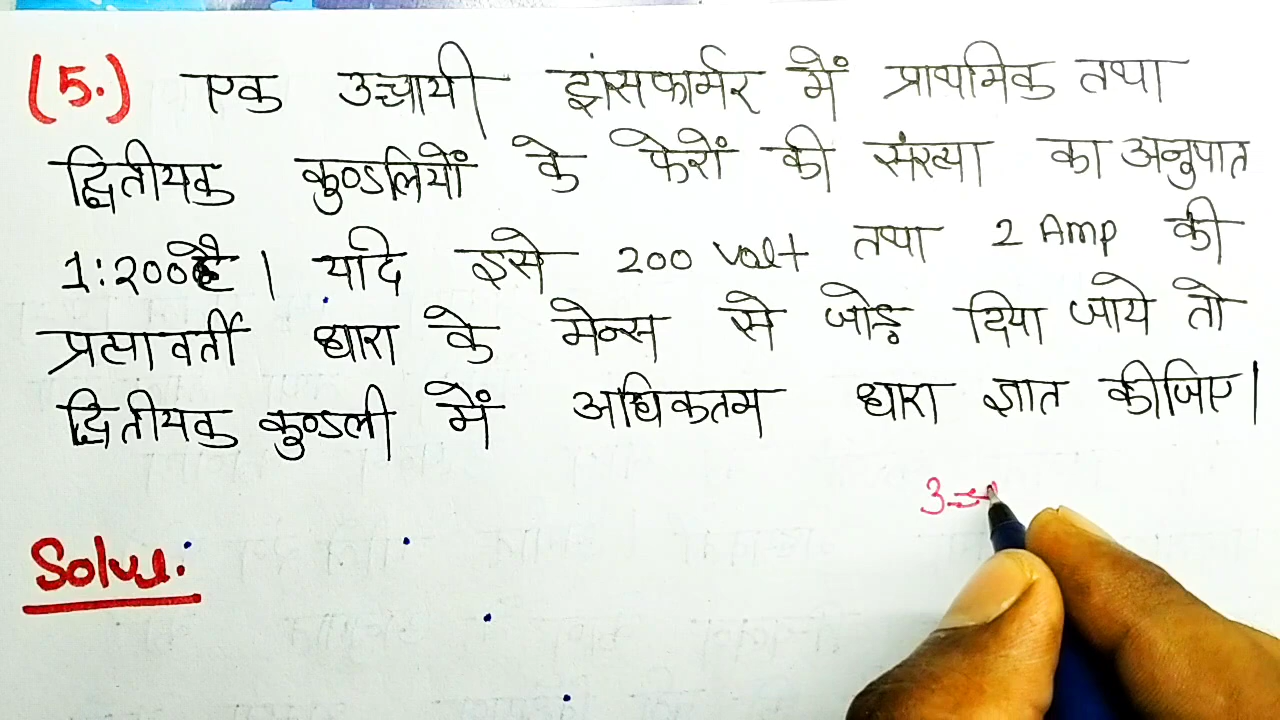 (5.) एक उच्चायी ट्रांसफार्मर में प्राथमिक तथा
द्वितीयक कुण्डलियों के फेरों की संख्या का अनुपात
1:200 है। यदि इसे 200 Volt तथा 2 Amp की
प्रत्यावर्ती धारा के मेन्स से जोड़ दिया जाये तो
द्वितीयक कुण्डली में अधिकतम धारा ज्ञात कीजिए।
Solve: